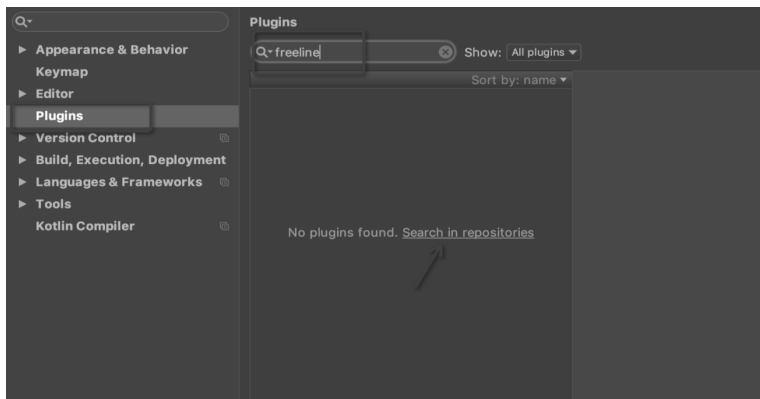 Plugins
Appearance & Behavior
Keymap
Editor
Plugins
Version Control
Build, Execution, Deployment
Languages & Frameworks
Tools
Kotlin Compiler
freeline
Show: All plugins
Sort by: name
No plugins found. Search in repositories